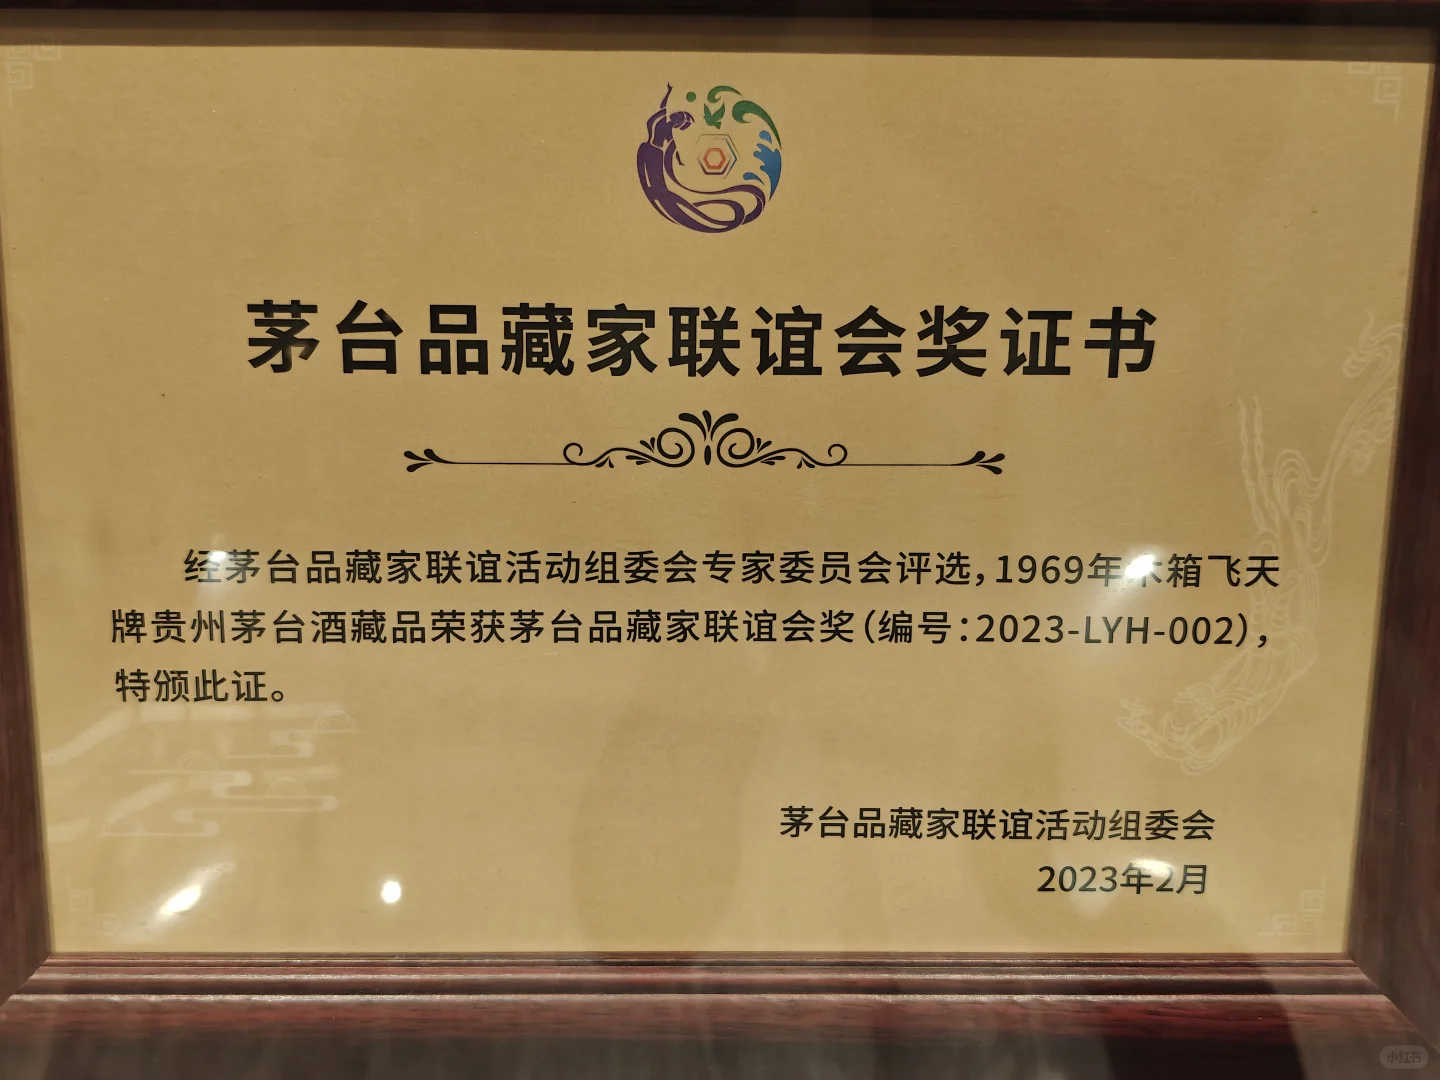 茅台品藏家联谊会奖证书
经茅台品藏家联谊活动组委会专家委员会评选，1969年木箱飞天
牌贵州茅台酒藏品荣获茅台品藏家联谊会奖（编号：2023-LYH-002），
特颁此证。
茅台品藏家联谊活动组委会
2023年2月
小红书